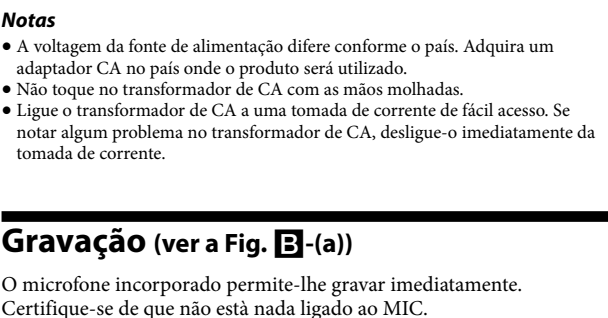 Notas
● A voltagem da fonte de alimentação difere conforme o país. Adquira um
adaptador CA no país onde o produto será utilizado.
● Não toque no transformador de CA com as mãos molhadas.
● Ligue o transformador de CA a uma tomada de corrente de fácil acesso. Se
notar algum problema no transformador de CA, desligue-o imediatamente da
tomada de corrente.
Gravação (ver a Fig. B-(a))
O microfone incorporado permite-lhe gravar imediatamente.
Certifique-se de que não està nada ligado ao MIC.